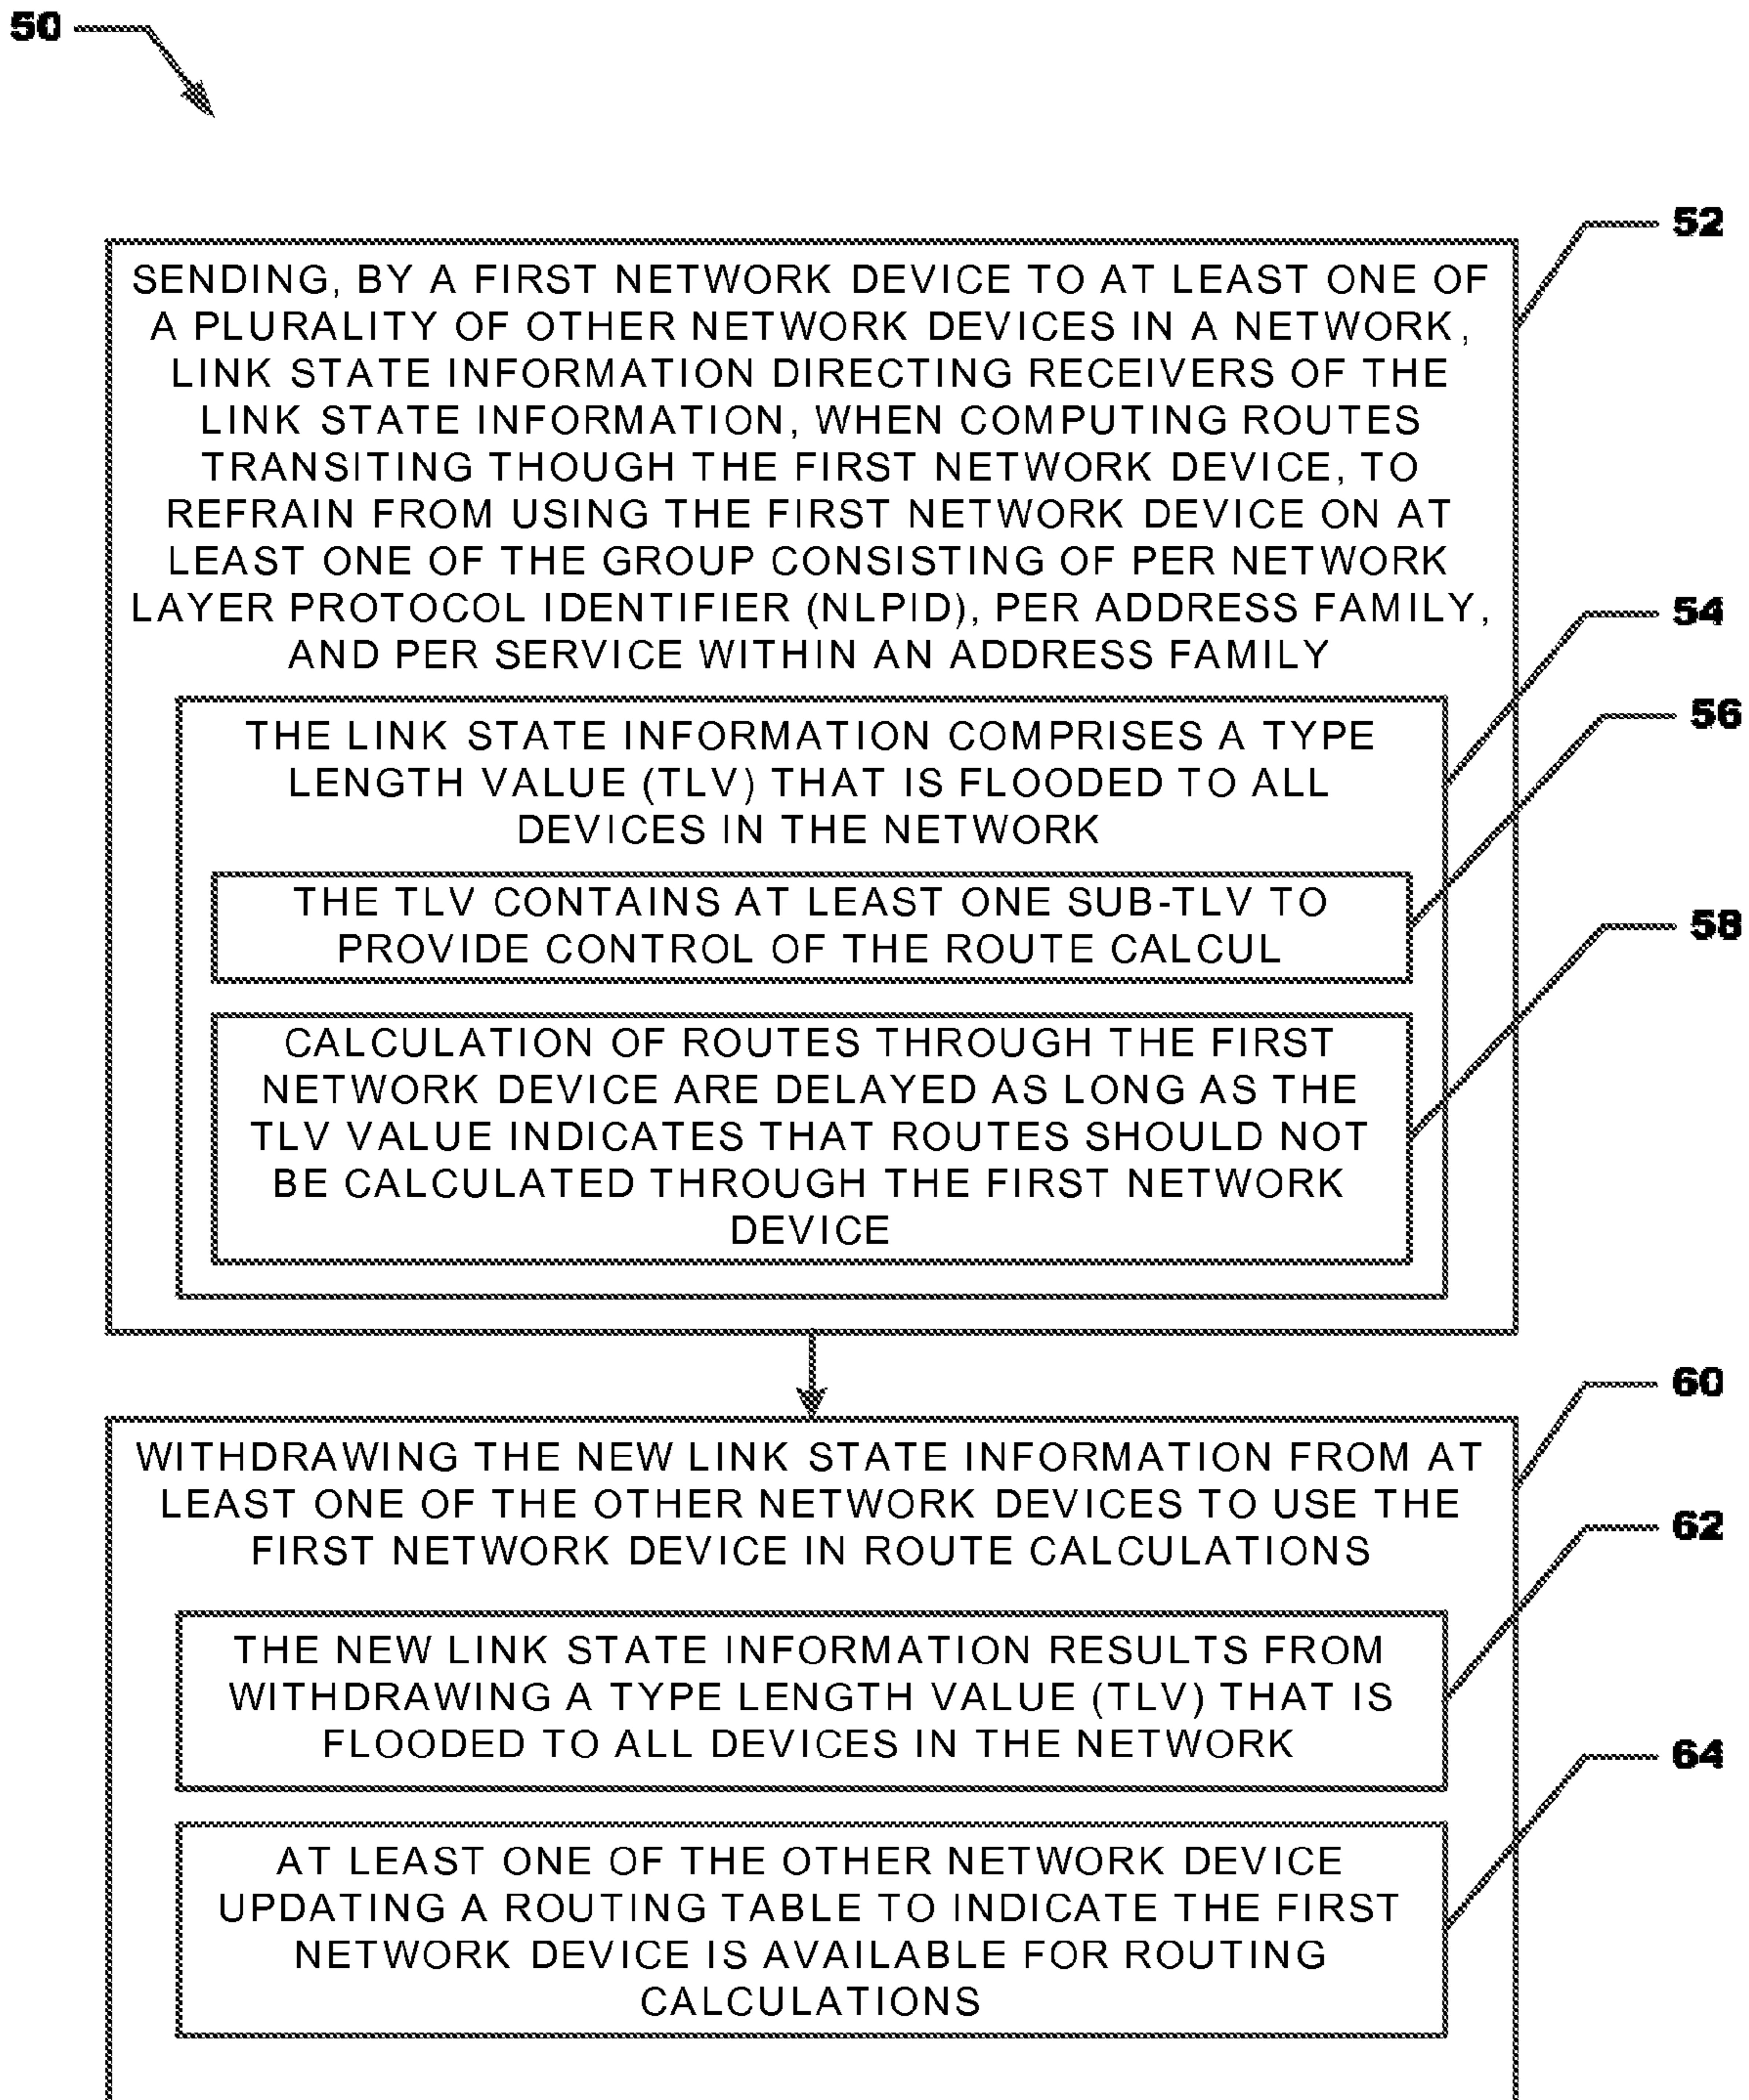 50
52
SENDING, BY A FIRST NETWORK DEVICE TO AT LEAST ONE OF
A PLURALITY OF OTHER NETWORK DEVICES IN A NETWORK,
LINK STATE INFORMATION DIRECTING RECEIVERS OF THE
LINK STATE INFORMATION, WHEN COMPUTING ROUTES
TRANSITING THOUGH THE FIRST NETWORK DEVICE, TO
REFRAIN FROM USING THE FIRST NETWORK DEVICE ON AT
LEAST ONE OF THE GROUP CONSISTING OF PER NETWORK
LAYER PROTOCOL IDENTIFIER (NLPID), PER ADDRESS FAMILY,
AND PER SERVICE WITHIN AN ADDRESS FAMILY
54
THE LINK STATE INFORMATION COMPRISES A TYPE
LENGTH VALUE (TLV) THAT IS FLOODED TO ALL
DEVICES IN THE NETWORK
56
THE TLV CONTAINS AT LEAST ONE SUB-TLV TO
PROVIDE CONTROL OF THE ROUTE CALCUL
58
CALCULATION OF ROUTES THROUGH THE FIRST
NETWORK DEVICE ARE DELAYED AS LONG AS THE
TLV VALUE INDICATES THAT ROUTES SHOULD NOT
BE CALCULATED THROUGH THE FIRST NETWORK
DEVICE
60
WITHDRAWING THE NEW LINK STATE INFORMATION FROM AT
LEAST ONE OF THE OTHER NETWORK DEVICES TO USE THE
FIRST NETWORK DEVICE IN ROUTE CALCULATIONS
62
THE NEW LINK STATE INFORMATION RESULTS FROM
WITHDRAWING A TYPE LENGTH VALUE (TLV) THAT IS
FLOODED TO ALL DEVICES IN THE NETWORK
64
AT LEAST ONE OF THE OTHER NETWORK DEVICE
UPDATING A ROUTING TABLE TO INDICATE THE FIRST
NETWORK DEVICE IS AVAILABLE FOR ROUTING
CALCULATIONS